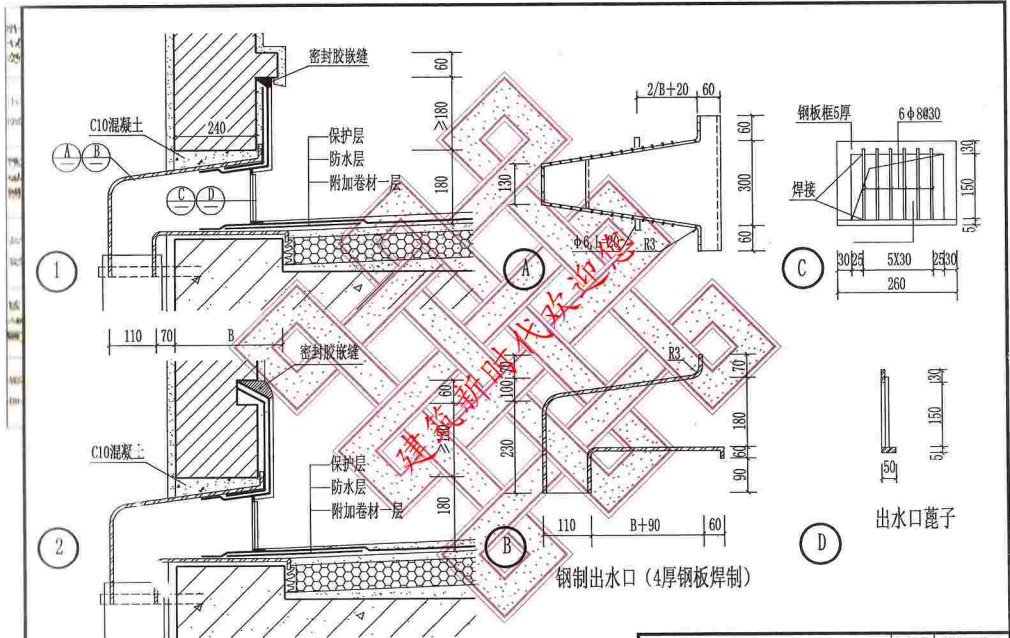 密封胶嵌缝
C10混凝土
240
A
B
C
D
保护层
防水层
附加卷材一层
60
≥180
180
1
110
70
B
2/B+20
60
130
60
300
60
R3
A
钢板框5厚
6φ8@30
焊接
30
150
5
30
25
5X30
25
30
260
C
密封胶嵌缝
C10混凝土
保护层
防水层
附加卷材一层
60
≥180
180
2
R3
100
230
70
180
60
90
110
B+90
60
B
钢制出水口（4厚钢板焊制）
30
150
5
50
出水口蓖子
D
建筑新时代欢迎您